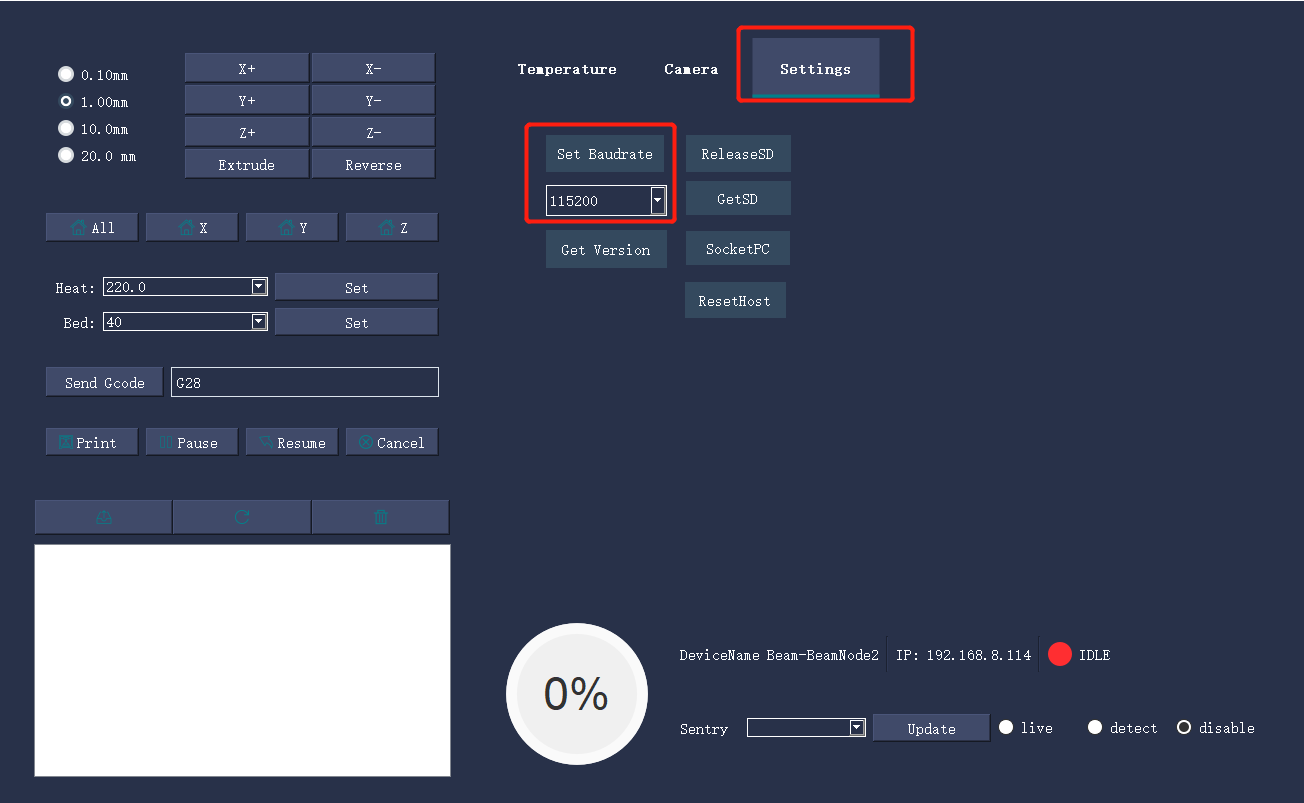 0.10mm
1.00mm
10.0mm
20.0 mm
X+ X-
Y+ Y-
Z+ Z-
Extrude Reverse
All X Y Z
Heat: 220.0 Set
Bed: 40 Set
Send Gcode G28
Print Pause Resume Cancel
Temperature Camera Settings
Set Baudrate ReleaseSD
115200 GetSD
Get Version SocketPC
ResetHost
0%
DeviceName Beam-BeamNode2 IP: 192.168.8.114 IDLE
Sentry Update live detect disable